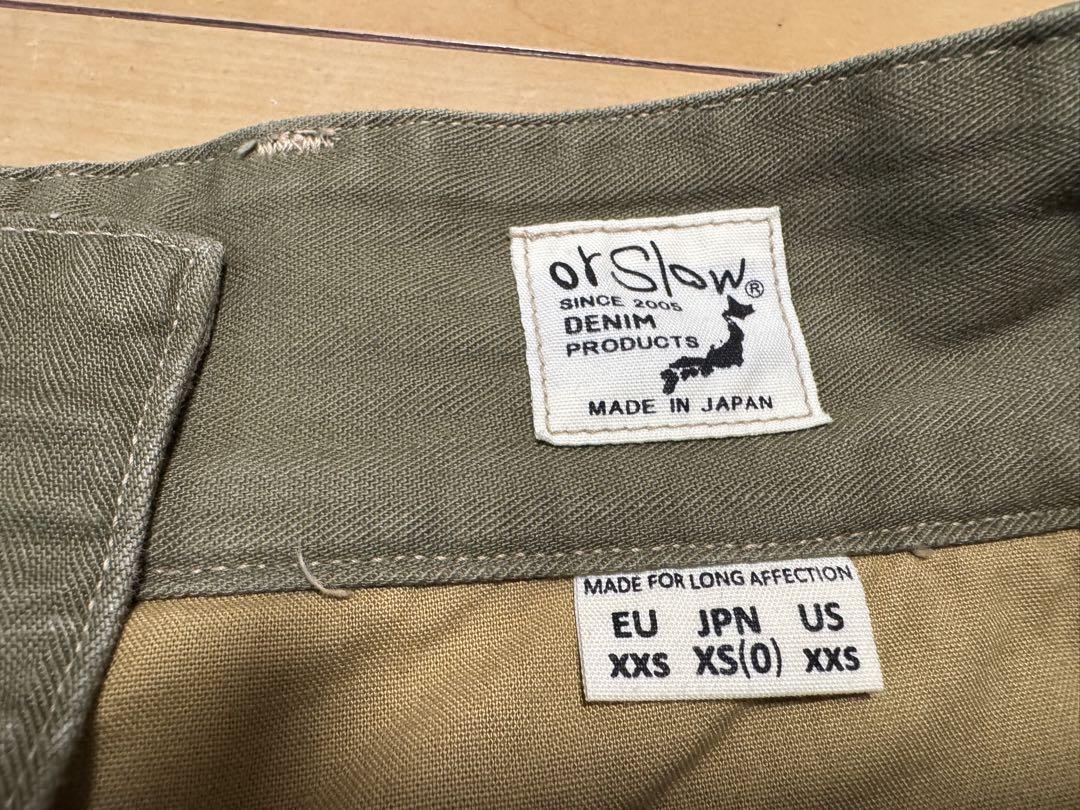 orSlow®
SINCE 2005
DENIM
PRODUCTS
MADE IN JAPAN
MADE FOR LONG AFFECTION
EU JPN US
XXS XS(0) XXS